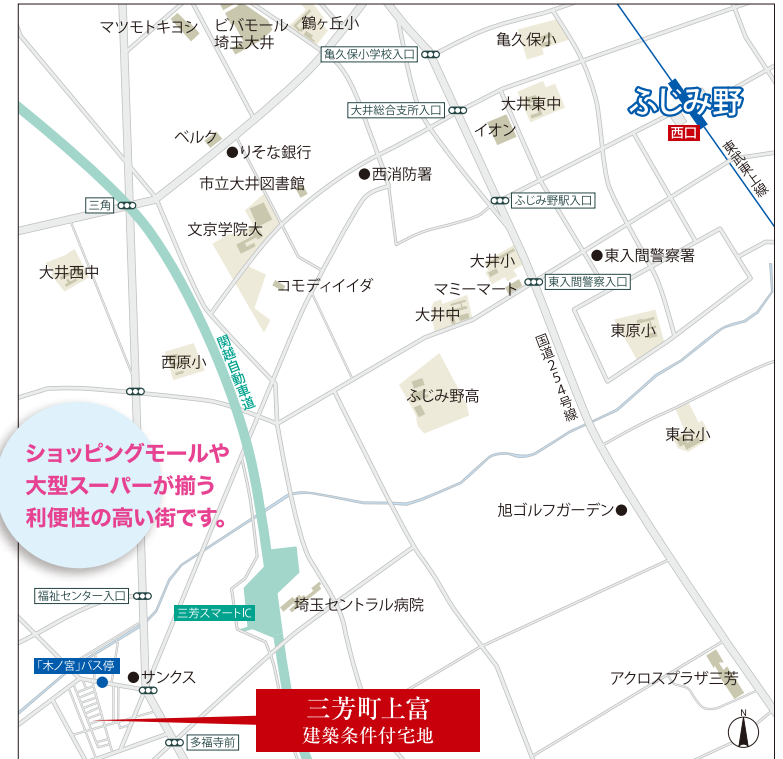 マツモトキヨシ
ビバモール
埼玉大井
鶴ヶ丘小
亀久保小学校入口
亀久保小
大井総合支所入口
大井東中
ふじみ野
西口
イオン
東武東上線
ベルク
りそな銀行
西消防署
市立大井図書館
三角
ふじみ野駅入口
文京学院大
大井小
東入間警察署
大井西中
コモディイイダ
マミーマート
東入間警察入口
大井中
東原小
西原小
関越自動車道
国道254号線
ふじみ野高
東台小
ショッピングモールや
大型スーパーが揃う
利便性の高い街です。
旭ゴルフガーデン
福祉センター入口
三芳スマートIC
埼玉セントラル病院
「木ノ宮」バス停
サンクス
アクロスプラザ三芳
三芳町上富
建築条件付宅地
多福寺前
N